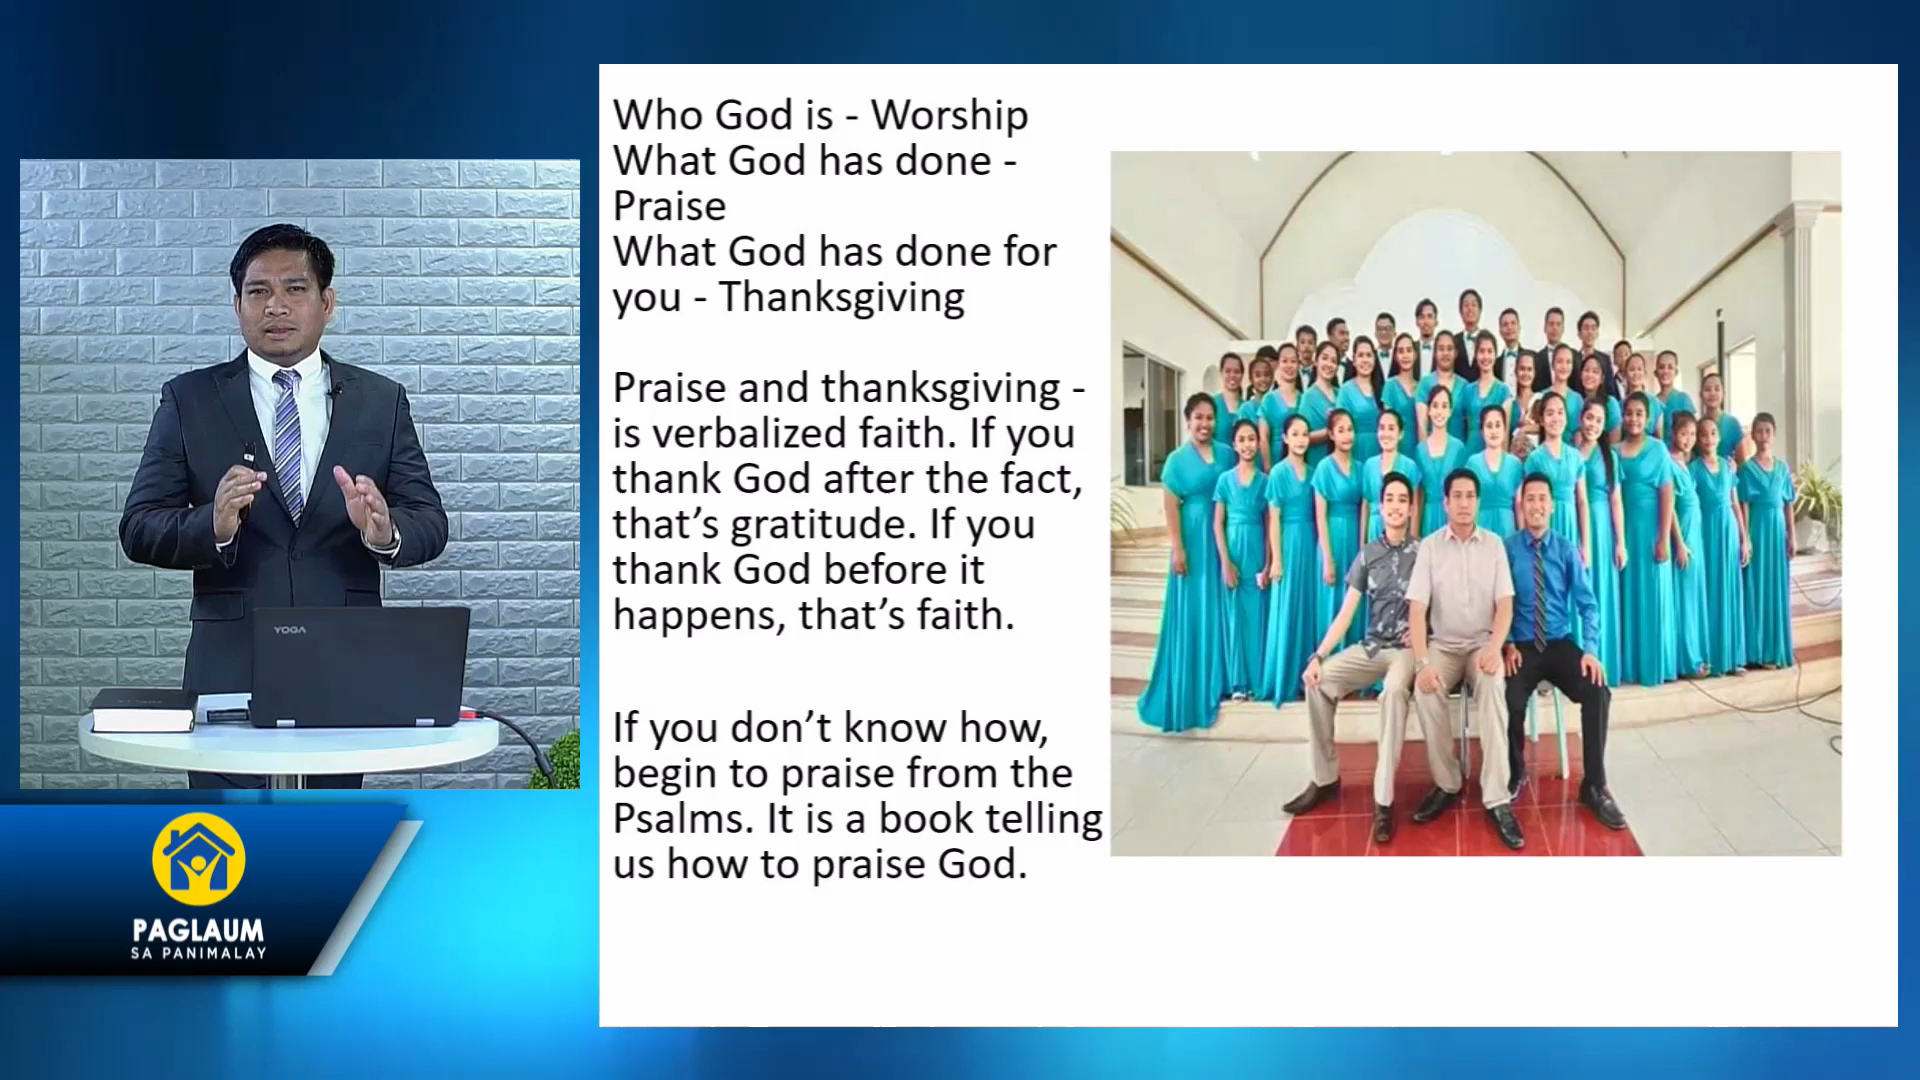 Who God is - Worship
What God has done -
Praise
What God has done for
you - Thanksgiving
Praise and thanksgiving -
is verbalized faith. If you
thank God after the fact,
that’s gratitude. If you
thank God before it
happens, that’s faith.
If you don’t know how,
begin to praise from the
Psalms. It is a book telling
us how to praise God.
YOGA
PAGLAUM
SA PANIMALAY